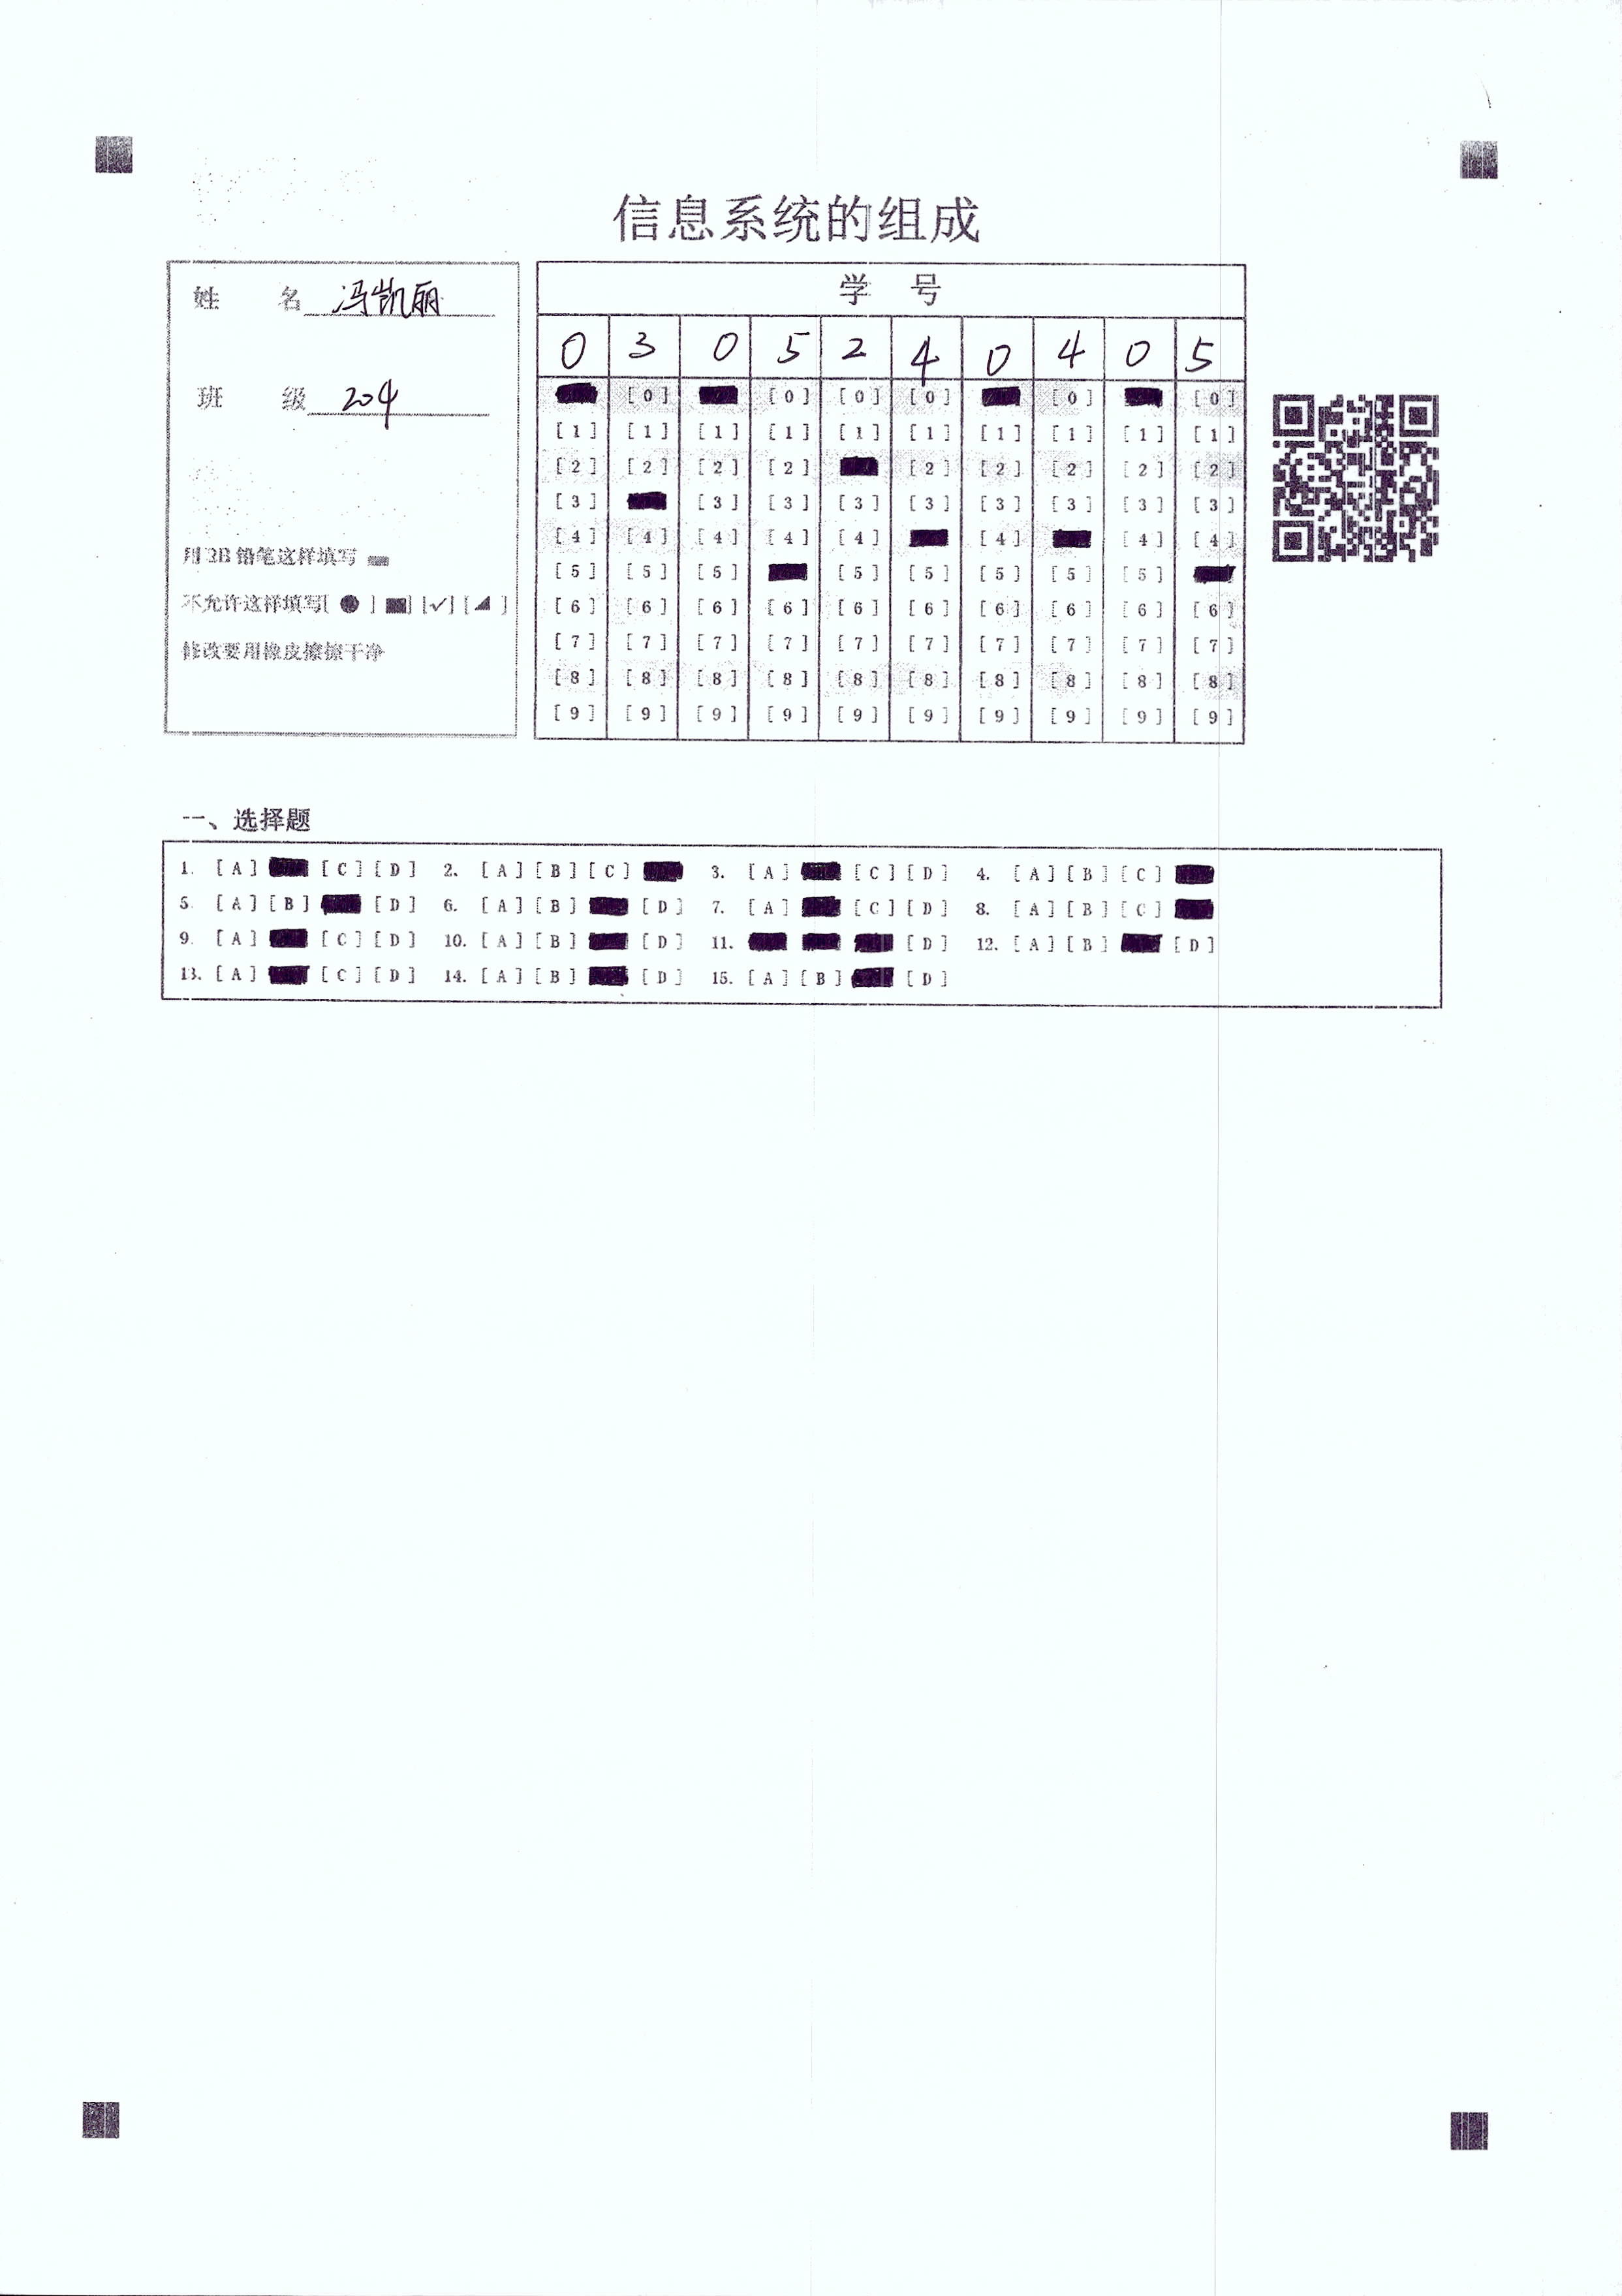 信息系统的组成
姓 名 冯凯丽
班 级 204
用2B铅笔这样填写
不允许这样填写[ ● ] [■] [✓] [◢ ]
修改要用橡皮擦擦干净
学 号
0 3 0 5 2 4 0 4 0 5
[0] [0] [0] [0] [0] [0]
[1] [1] [1] [1] [1] [1] [1] [1] [1] [1]
[2] [2] [2] [2] [2] [2] [2] [2] [2]
[3] [3] [3] [3] [3] [3] [3] [3] [3]
[4] [4] [4] [4] [4] [4] [4] [4]
[5] [5] [5] [5] [5] [5] [5] [5]
[6] [6] [6] [6] [6] [6] [6] [6] [6] [6]
[7] [7] [7] [7] [7] [7] [7] [7] [7] [7]
[8] [8] [8] [8] [8] [8] [8] [8] [8] [8]
[9] [9] [9] [9] [9] [9] [9] [9] [9] [9]
一、选择题
1. [A] [C] [D] 2. [A] [B] [C] 3. [A] [C] [D] 4. [A] [B] [C]
5. [A] [B] [D] 6. [A] [B] [D] 7. [A] [C] [D] 8. [A] [B] [C]
9. [A] [C] [D] 10. [A] [B] [D] 11. [D] 12. [A] [B] [D]
13. [A] [C] [D] 14. [A] [B] [D] 15. [A] [B] [D]